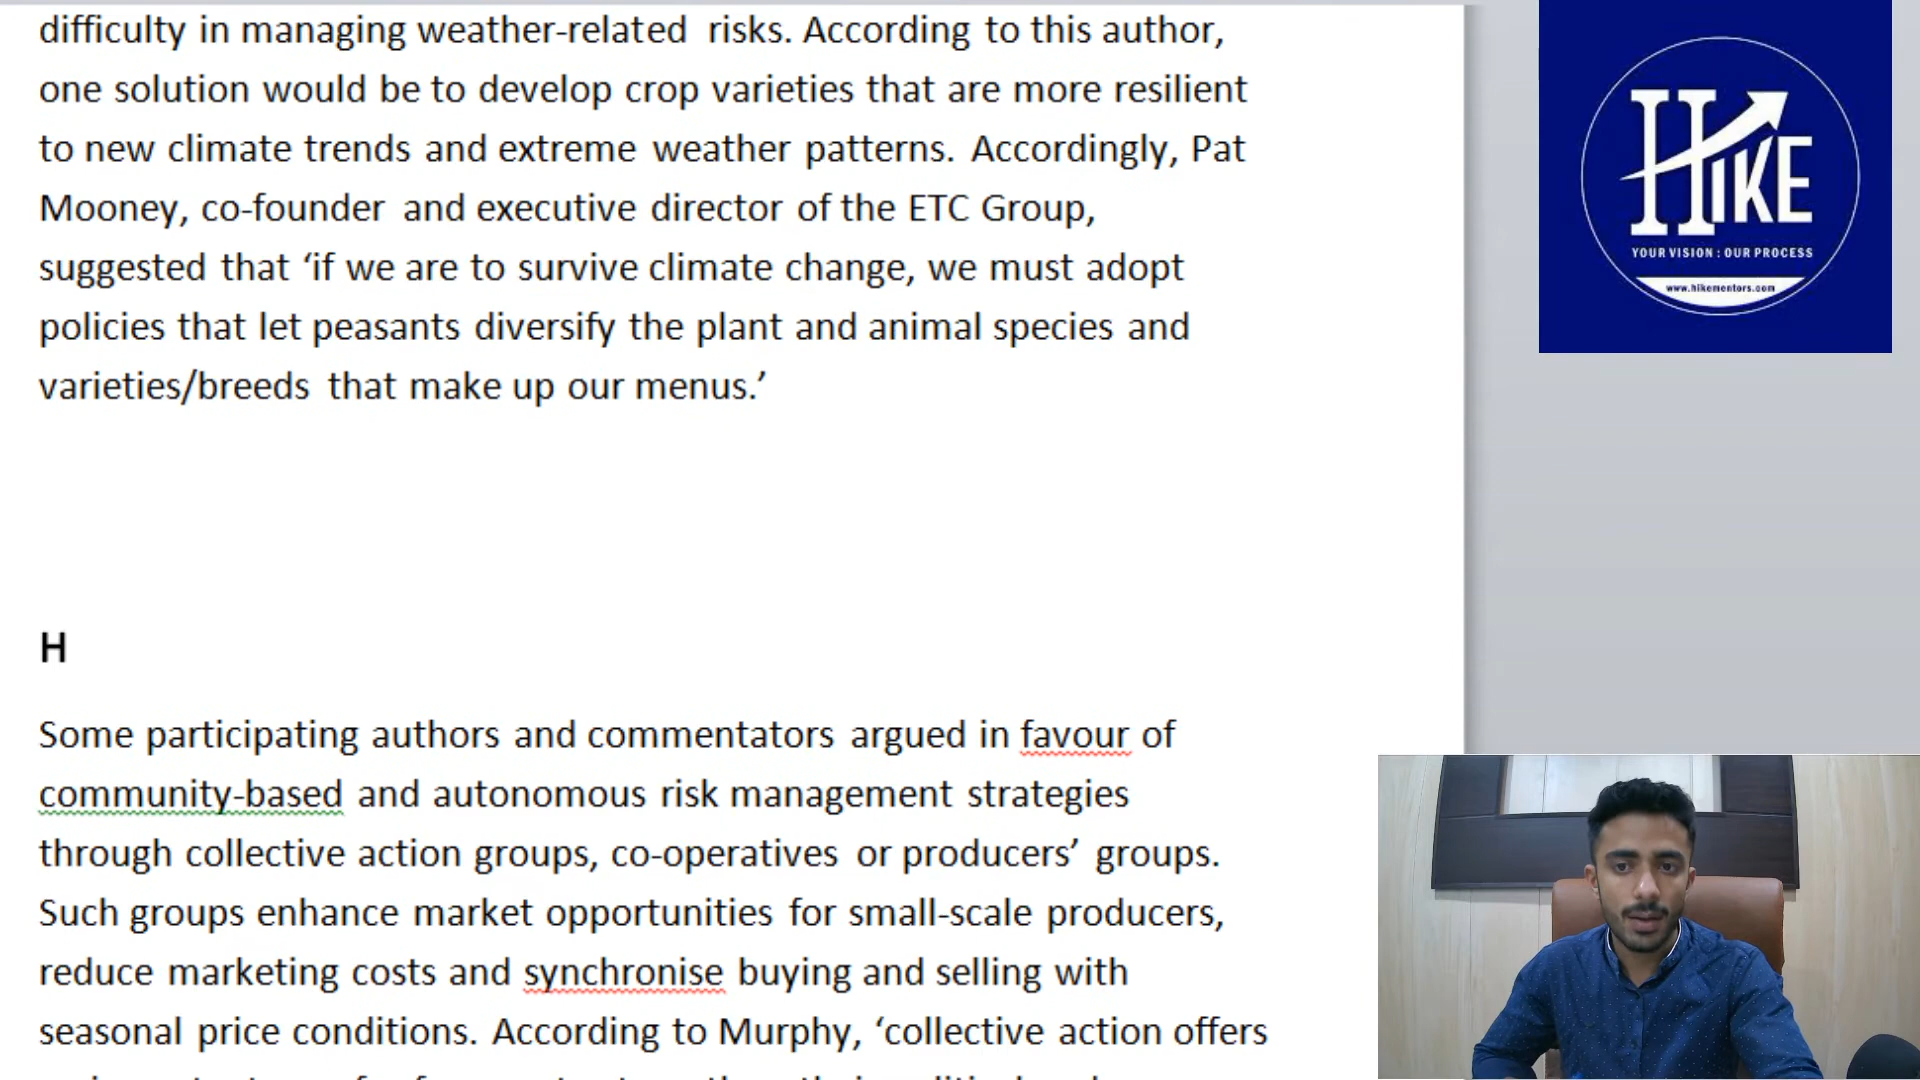 difficulty in managing weather-related risks. According to this author,
one solution would be to develop crop varieties that are more resilient
to new climate trends and extreme weather patterns. Accordingly, Pat
Mooney, co-founder and executive director of the ETC Group,
suggested that ‘if we are to survive climate change, we must adopt
policies that let peasants diversify the plant and animal species and
varieties/breeds that make up our menus.’
H
Some participating authors and commentators argued in favour of
community-based and autonomous risk management strategies
through collective action groups, co-operatives or producers’ groups.
Such groups enhance market opportunities for small-scale producers,
reduce marketing costs and synchronise buying and selling with
seasonal price conditions. According to Murphy, ‘collective action offers
HIKE
YOUR VISION : OUR PROCESS
www.hikementors.com